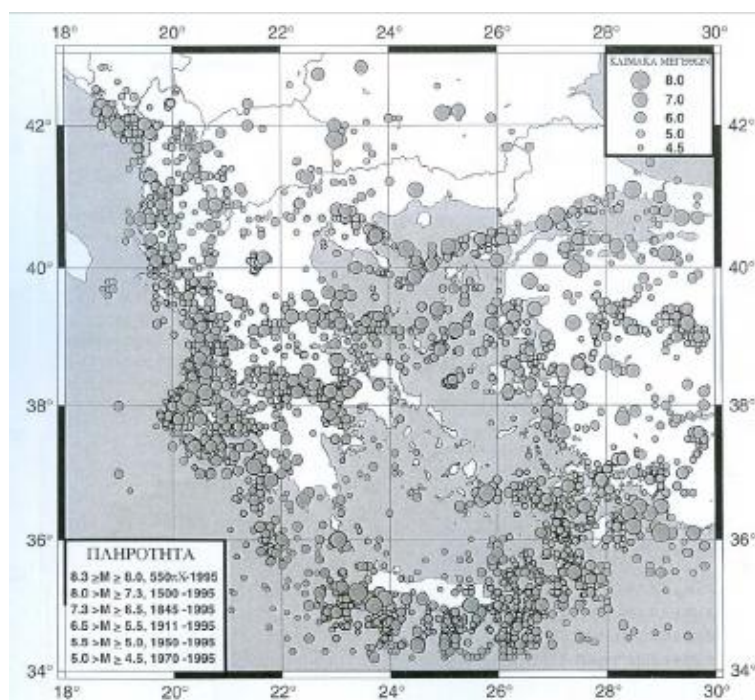 18° 20° 22° 24° 26° 28° 30°
ΚΛΙΜΑΚΑ ΜΕΓΕΘΩΝ
8.0
7.0
6.0
5.0
4.5
42° 42°
40° 40°
38° 38°
36° 36°
34° 34°
ΠΛΗΡΟΤΗΤΑ
8.3 ≥M ≥ 8.0, 550πΧ-1995
8.0 >M ≥ 7.3, 1500 -1995
7.3 >M ≥ 6.5, 1845 -1995
6.5 >M ≥ 5.5, 1911 -1995
5.5 >M ≥ 5.0, 1950 -1995
5.0 >M ≥ 4.5, 1970 -1995
18° 20° 22° 24° 26° 28° 30°